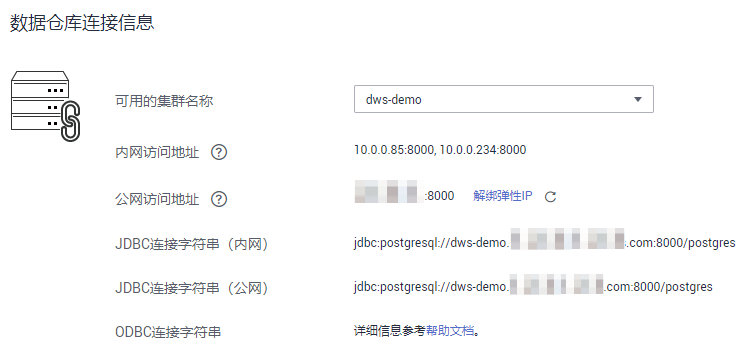 数据仓库连接信息
可用的集群名称 dws-demo
内网访问地址 ? 10.0.0.85:8000, 10.0.0.234:8000
公网访问地址 ? :8000 解绑弹性IP
JDBC连接字符串（内网） jdbc:postgresql://dws-demo. .com:8000/postgres
JDBC连接字符串（公网） jdbc:postgresql://dws-demo. .com:8000/postgres
ODBC连接字符串 详细信息参考帮助文档。